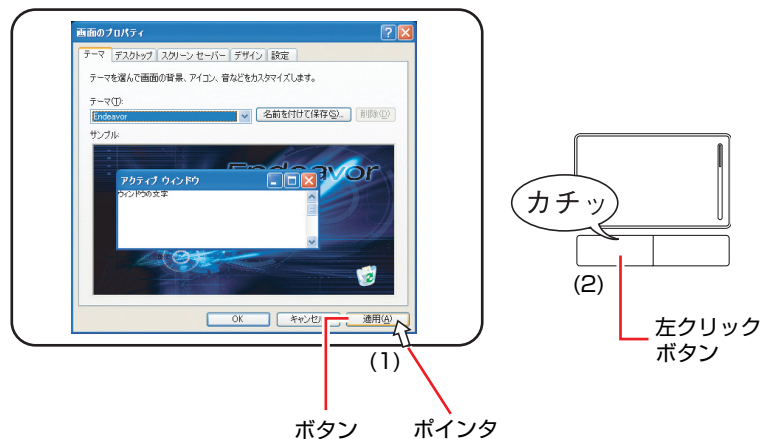 画面のプロパティ
テーマ デスクトップ スクリーン セーバー デザイン 設定
テーマを選んで画面の背景、アイコン、音などをカスタマイズします。
テーマ(T):
Endeavor
名前を付けて保存(S)...
削除(D)
サンプル:
Endeavor
アクティブ ウィンドウ
ウィンドウの文字
OK
キャンセル
適用(A)
(1)
ボタン
ポインタ
カチッ
(2)
左クリック
ボタン